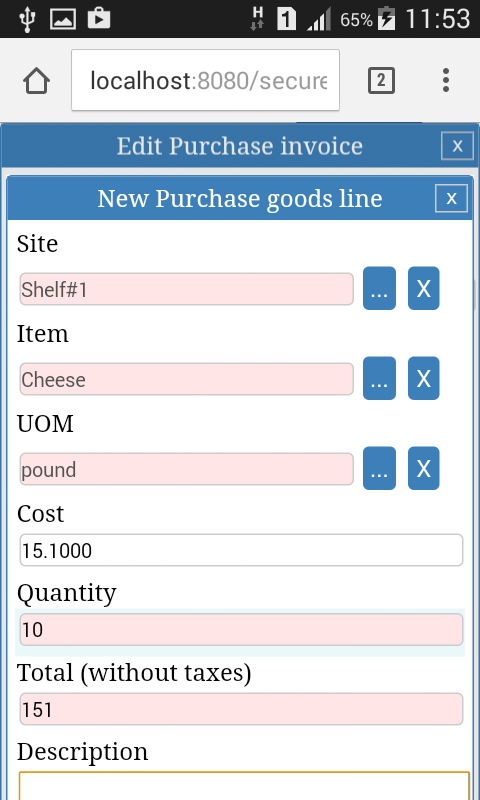 H 1 65% 11:53
localhost:8080/secure 2
Edit Purchase invoice x
New Purchase goods line x
Site
Shelf#1 ... X
Item
Cheese ... X
UOM
pound ... X
Cost
15.1000
Quantity
10
Total (without taxes)
151
Description